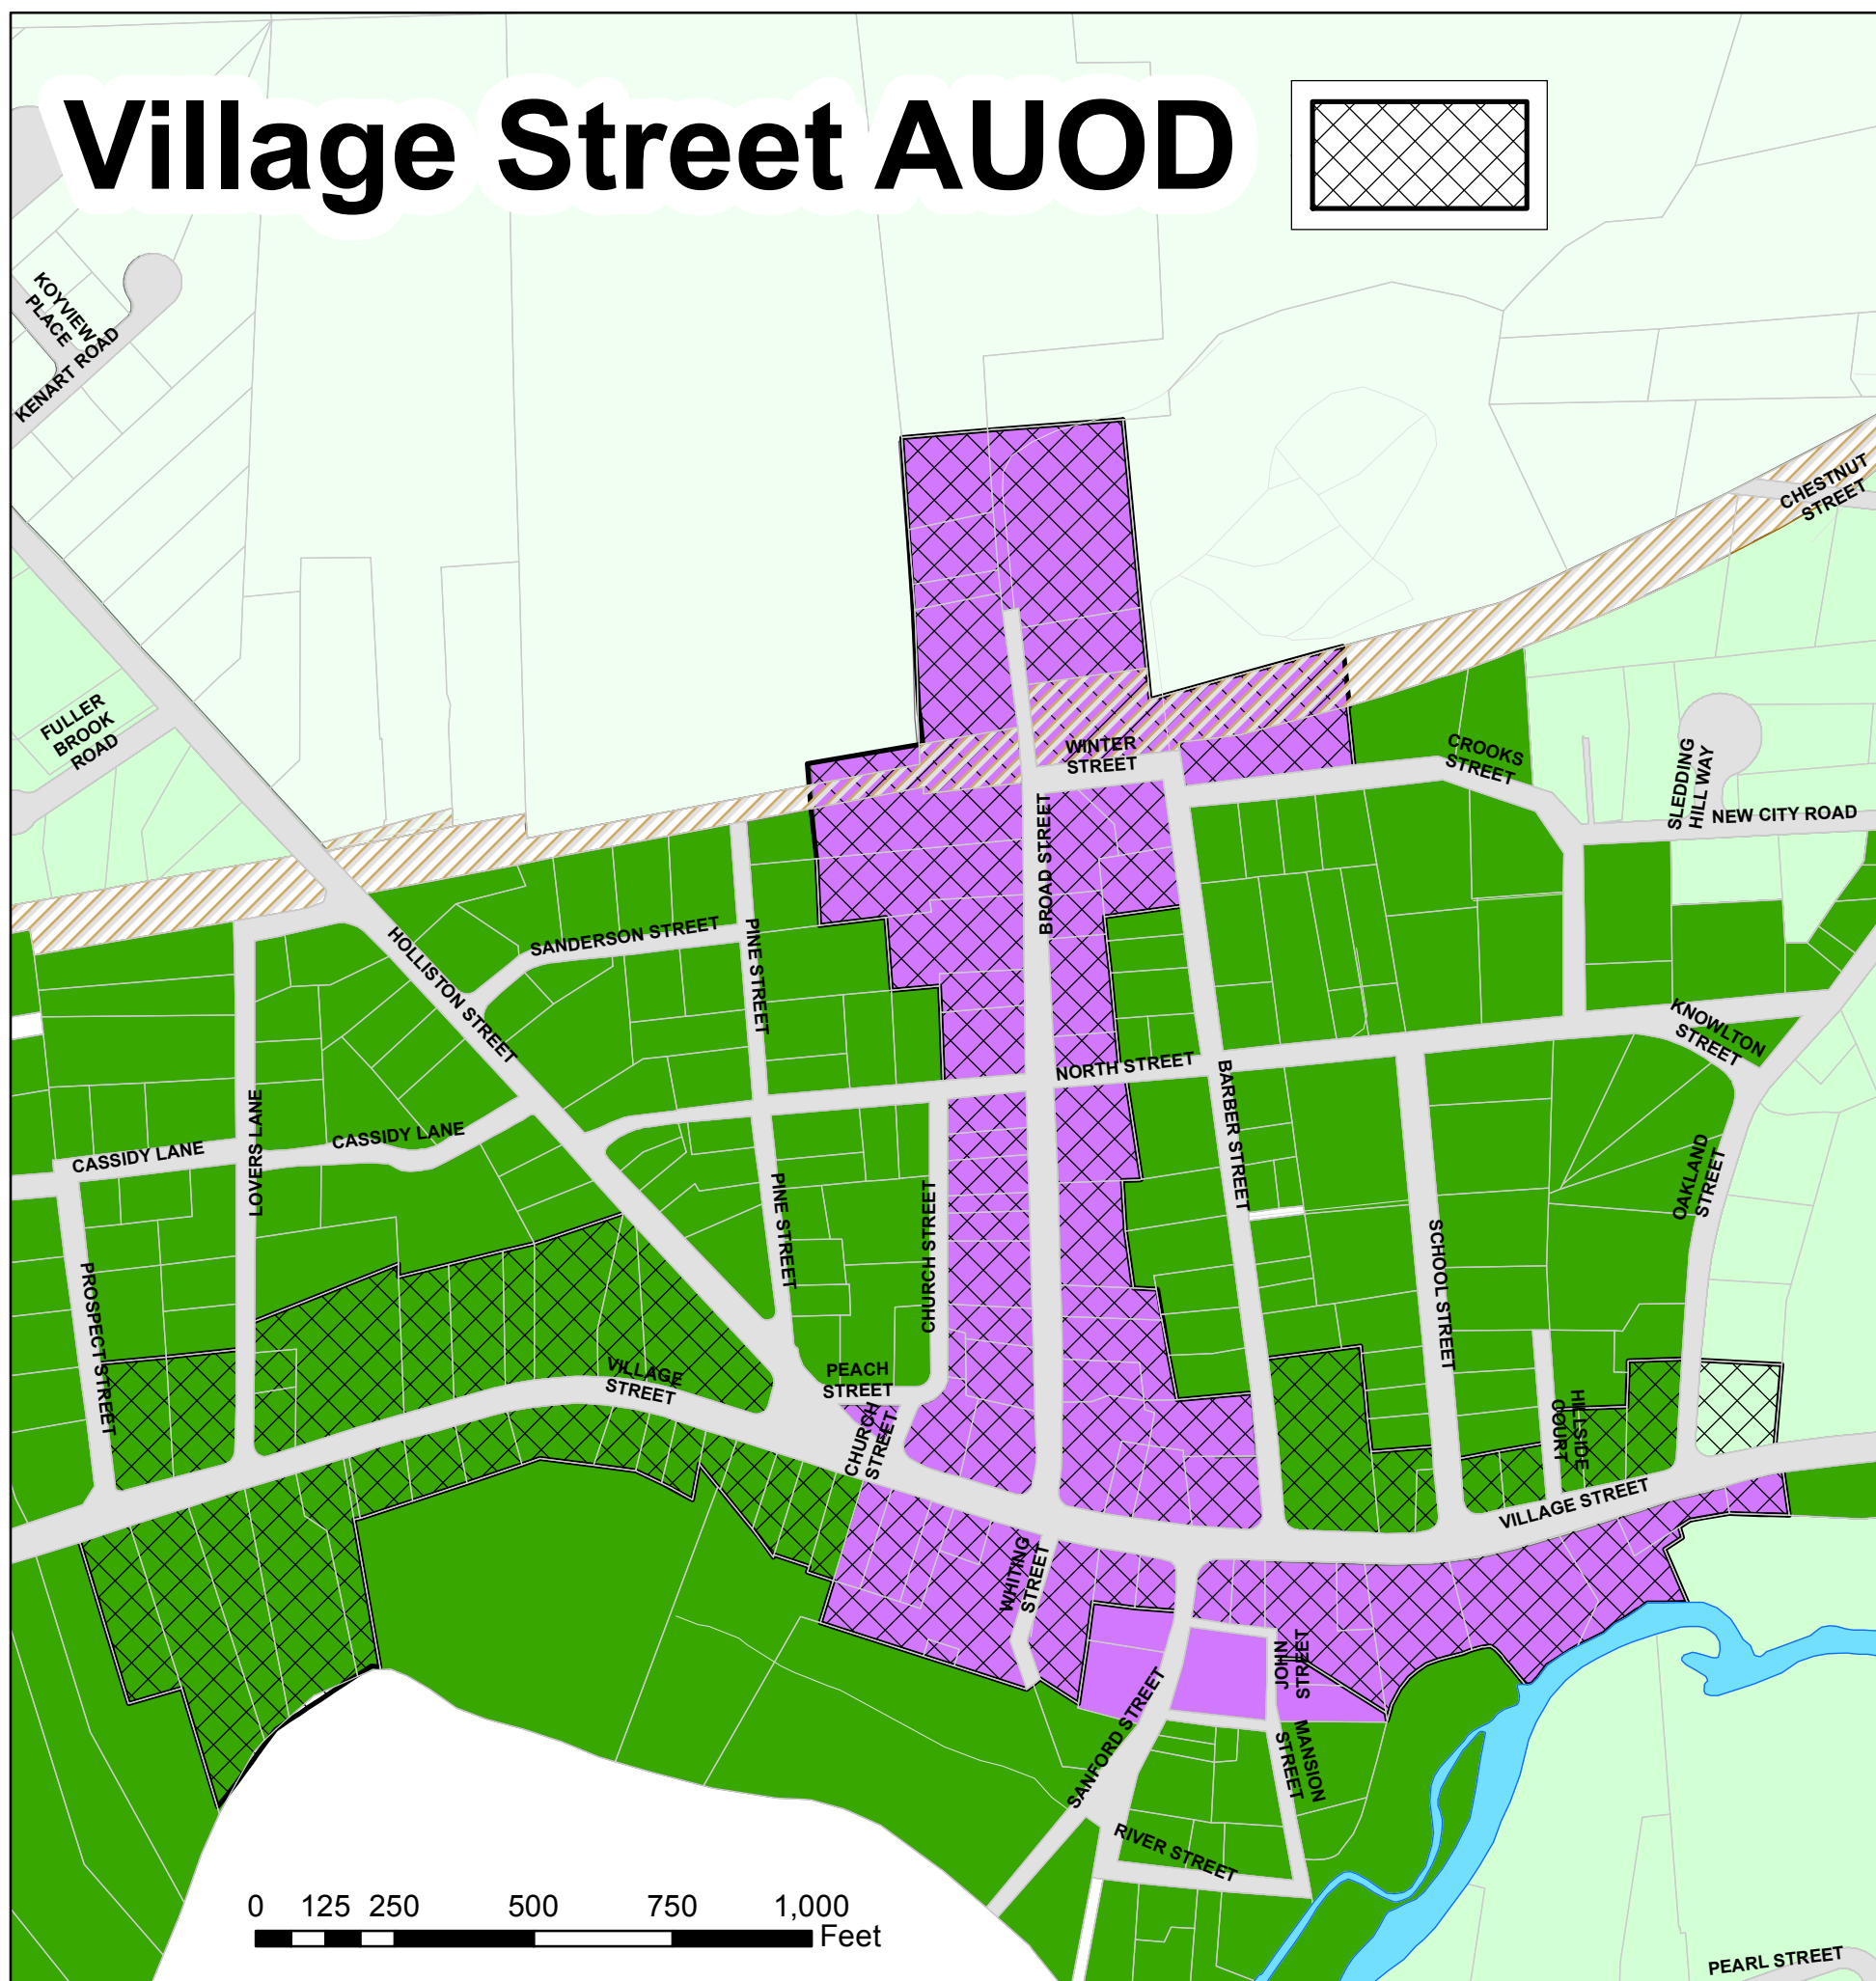 Village Street AUOD
KOYVIEW
PLACE
KENART ROAD
CHESTNUT
STREET
FULLER
BROOK
ROAD
WINTER
STREET
CROOKS
STREET
SLEDDING
HILL WAY
NEW CITY ROAD
BROAD STREET
SANDERSON STREET
PINE STREET
HOLLISTON STREET
KNOWLTON
STREET
NORTH STREET
BARBER STREET
LOVERS LANE
CASSIDY LANE
CASSIDY LANE
OAKLAND
STREET
PINE STREET
CHURCH STREET
SCHOOL STREET
PROSPECT STREET
VILLAGE
STREET
PEACH
STREET
CHURCH
STREET
HILLSIDE
COURT
VILLAGE STREET
WHITING
STREET
JOHN
STREET
SANFORD STREET
MANSION
STREET
RIVER STREET
0 125 250 500 750 1,000
Feet
PEARL STREET